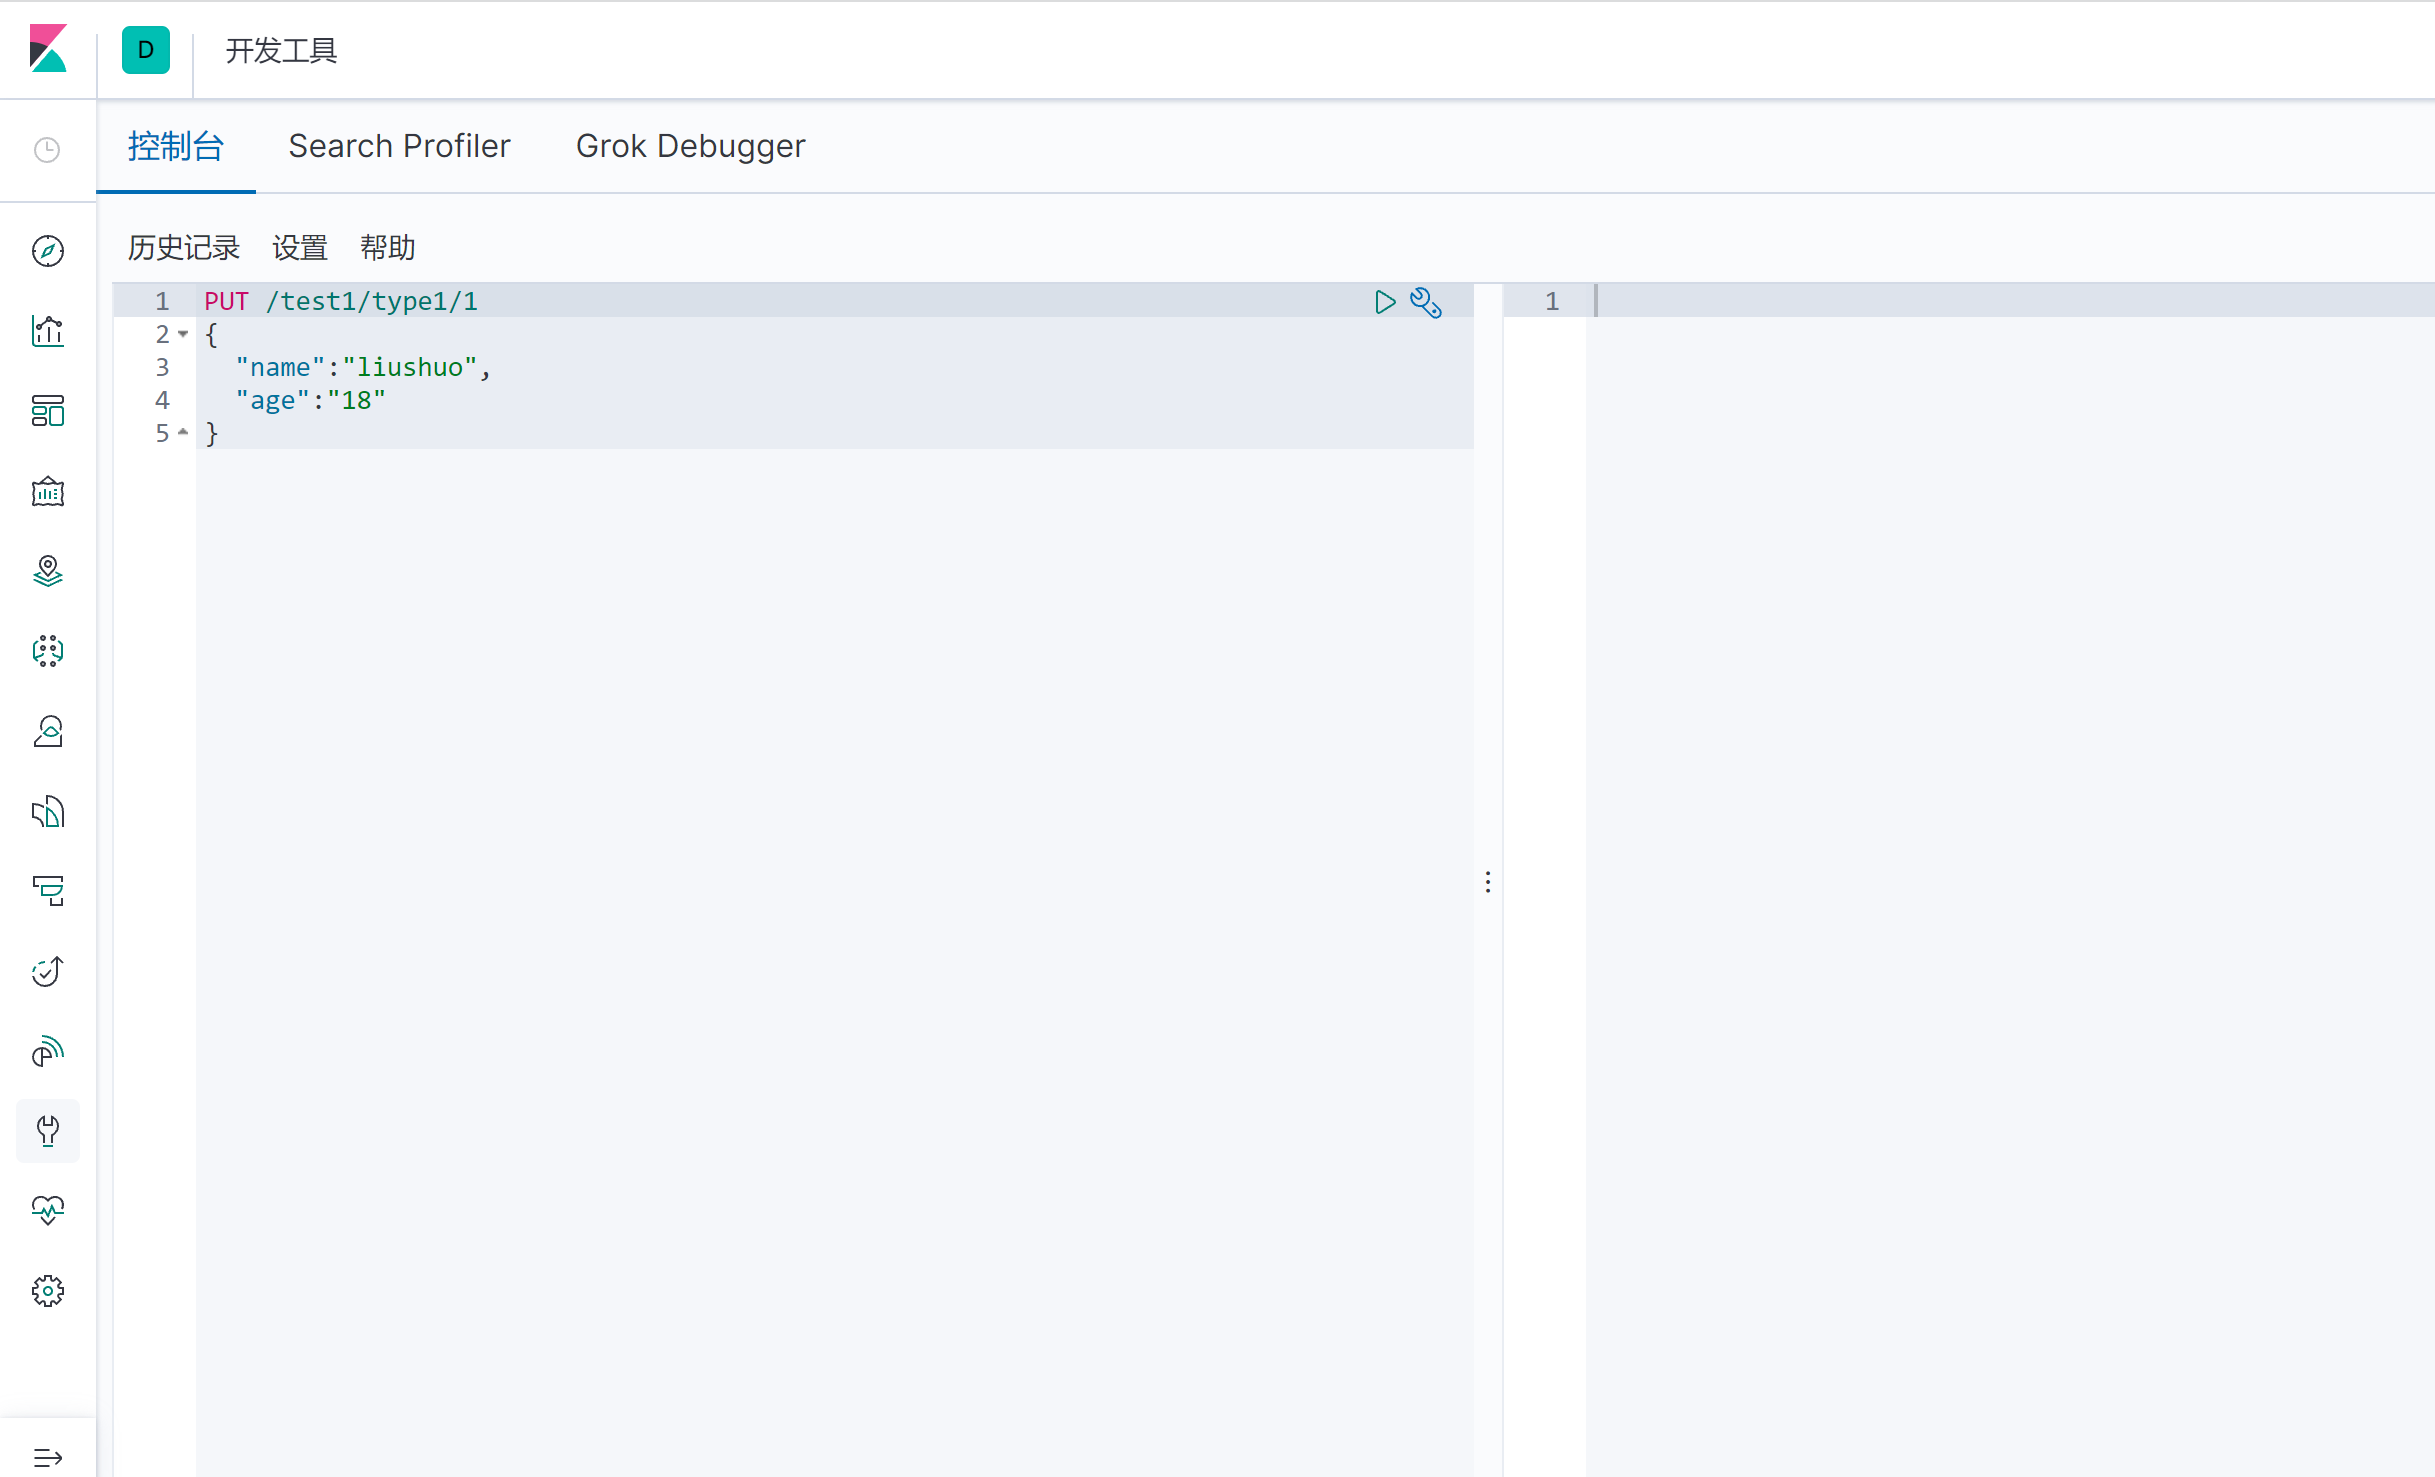 D 开发工具
控制台 Search Profiler Grok Debugger
历史记录 设置 帮助
1 PUT /test1/type1/1
2 {
3 "name":"liushuo",
4 "age":"18"
5 }
1